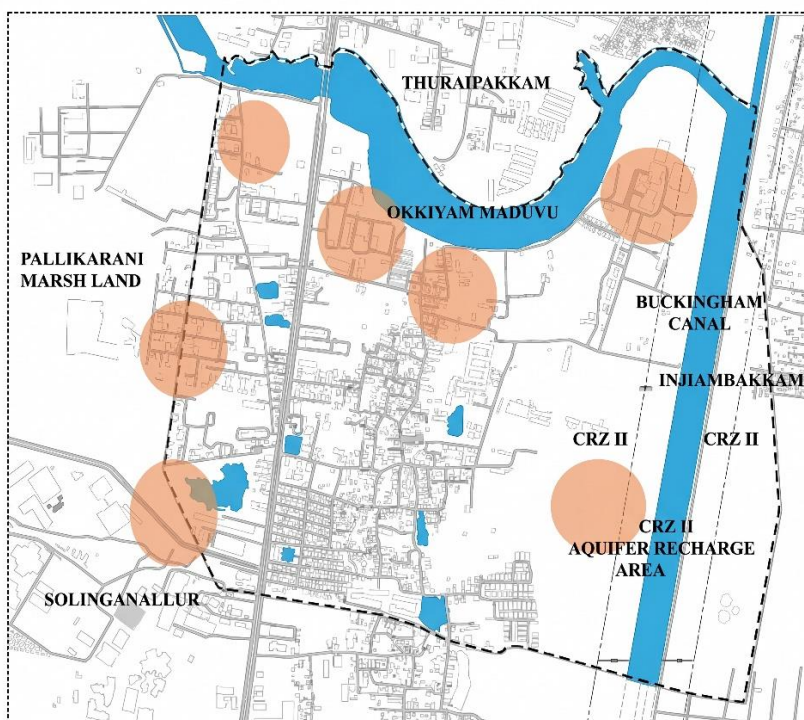 THURAIPAKKAM
OKKIYAM MADUVU
PALLIKARANI
MARSH LAND
BUCKINGHAM
CANAL
INJIAMBAKKAM
CRZ II
CRZ II
CRZ II
AQUIFER RECHARGE
AREA
SOLINGANALLUR